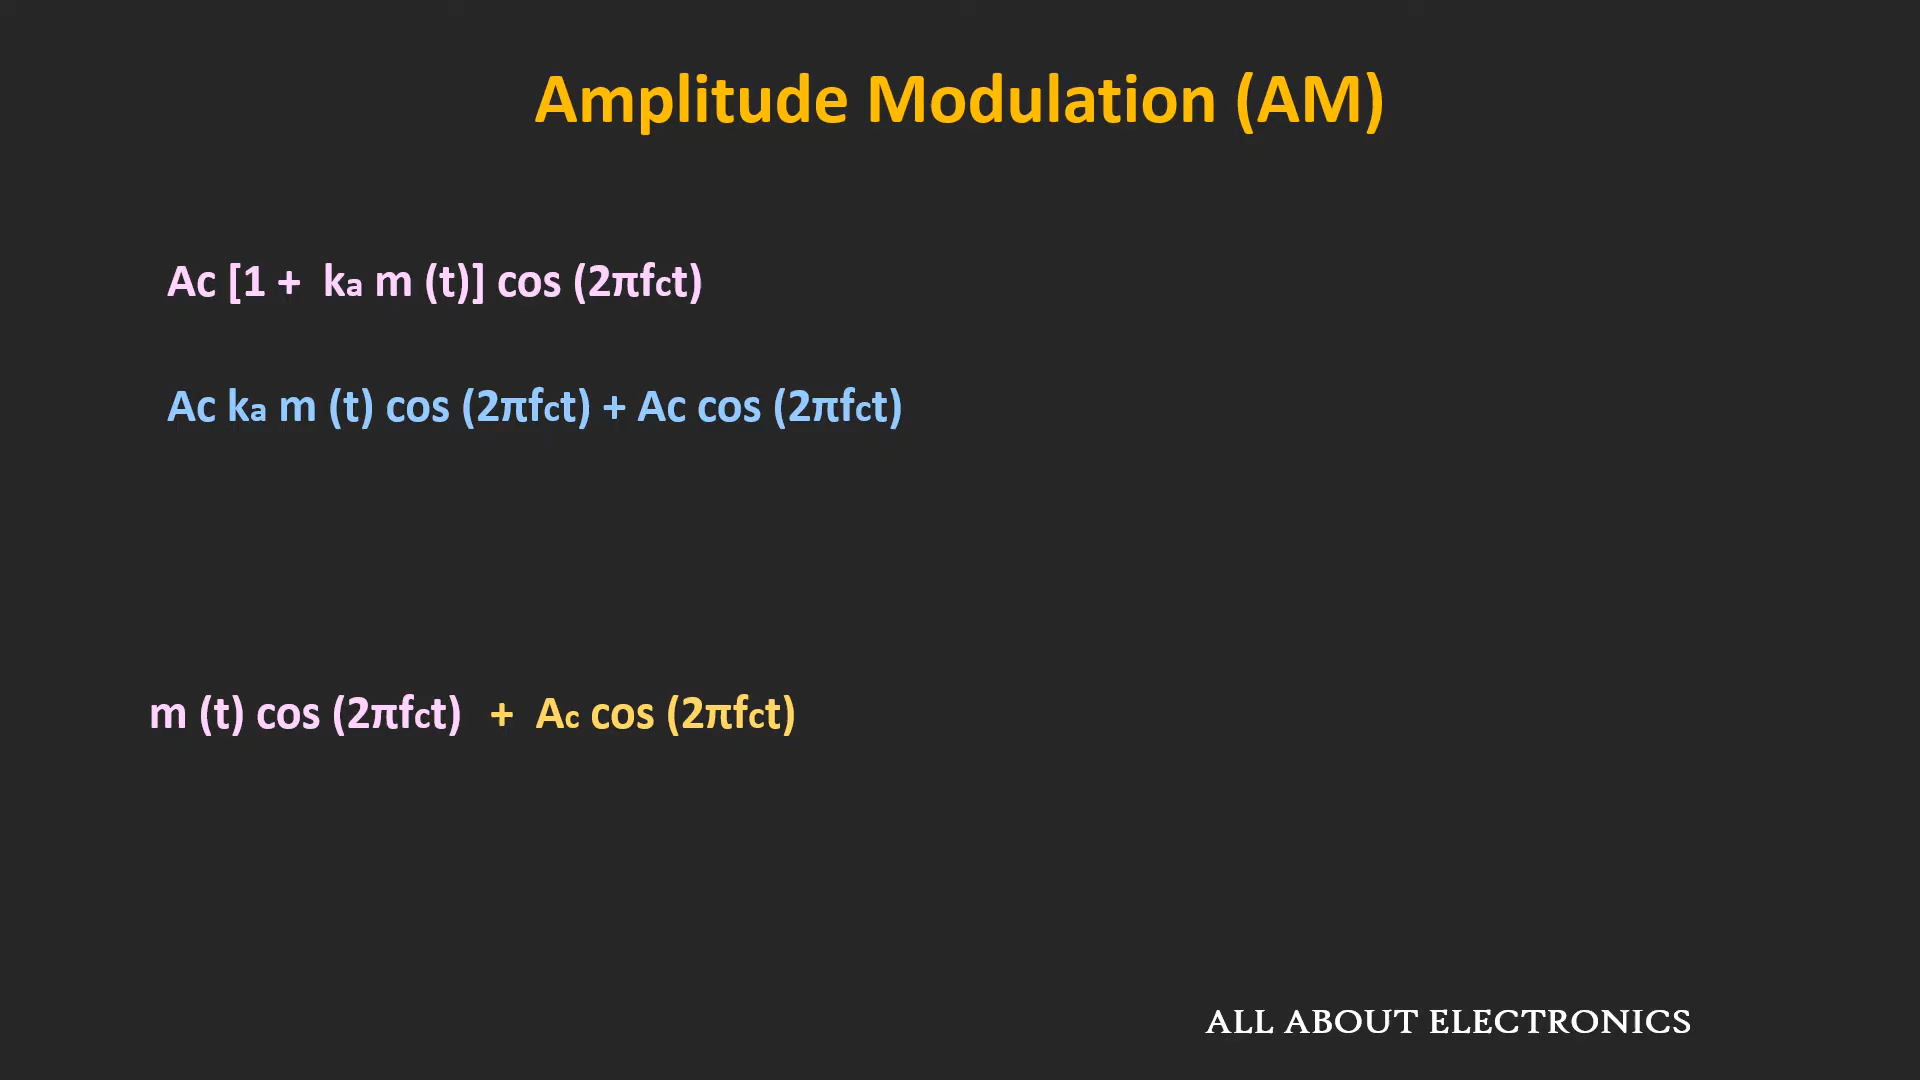 Amplitude Modulation (AM)
Ac [1 + ka m (t)] cos (2πfct)
Ac ka m (t) cos (2πfct) + Ac cos (2πfct)
m (t) cos (2πfct) + Ac cos (2πfct)
ALL ABOUT ELECTRONICS